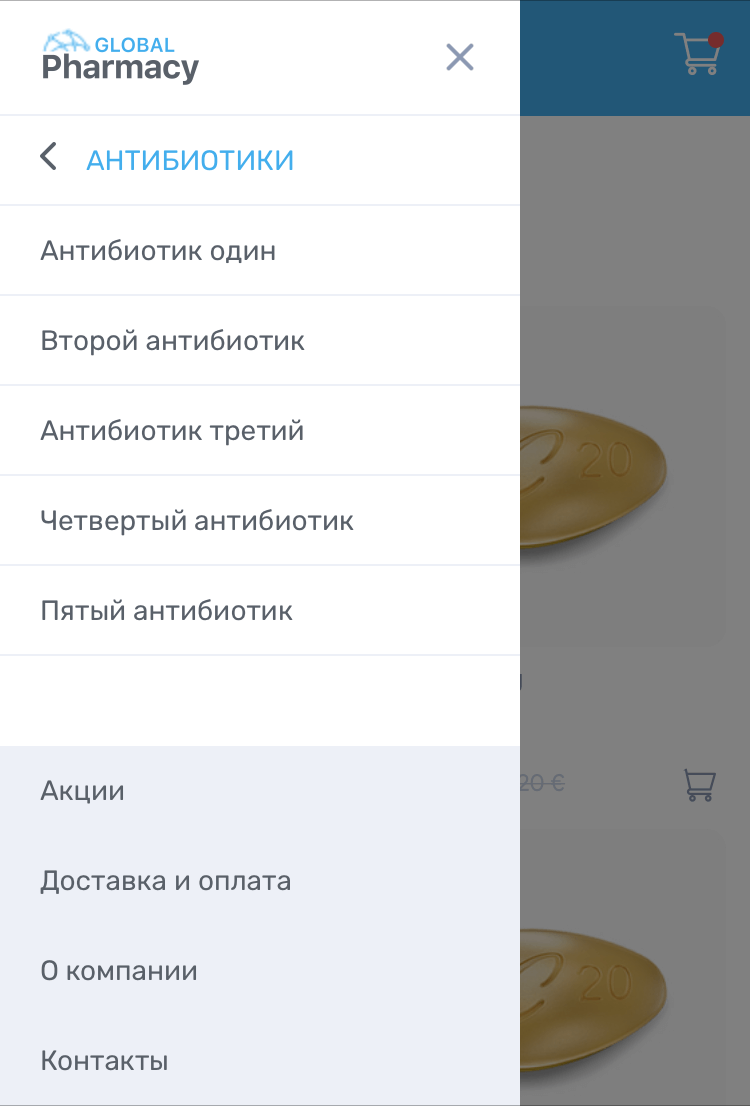 GLOBAL
Pharmacy
АНТИБИОТИКИ
Антибиотик один
Второй антибиотик
Антибиотик третий
Четвертый антибиотик
Пятый антибиотик
Акции
Доставка и оплата
О компании
Контакты
20
20 €
20